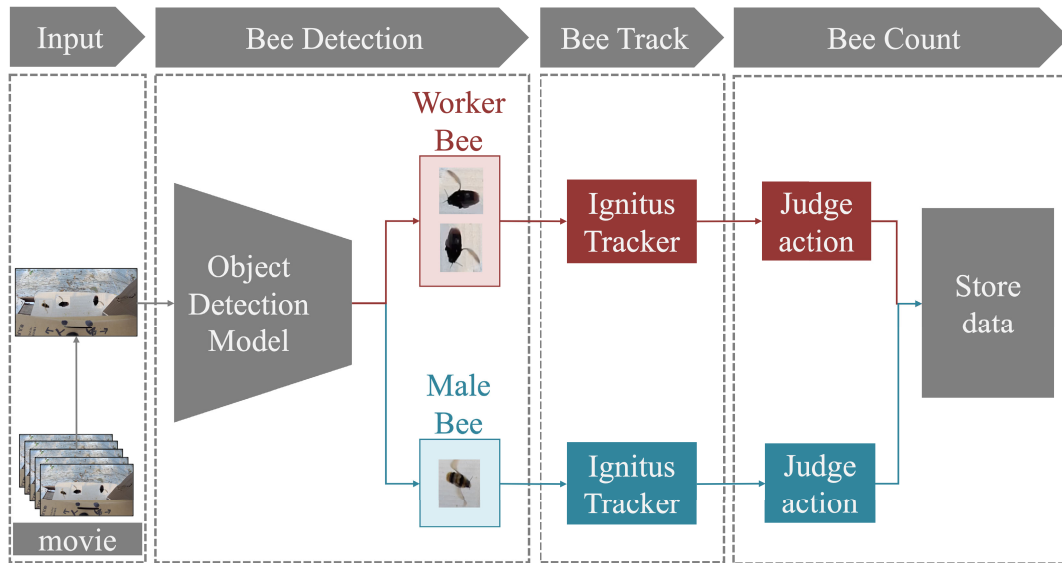 Input
Bee Detection
Bee Track
Bee Count
Worker
Bee
Ignitus
Tracker
Judge
action
Object
Detection
Model
Store
data
Male
Bee
Ignitus
Tracker
Judge
action
movie